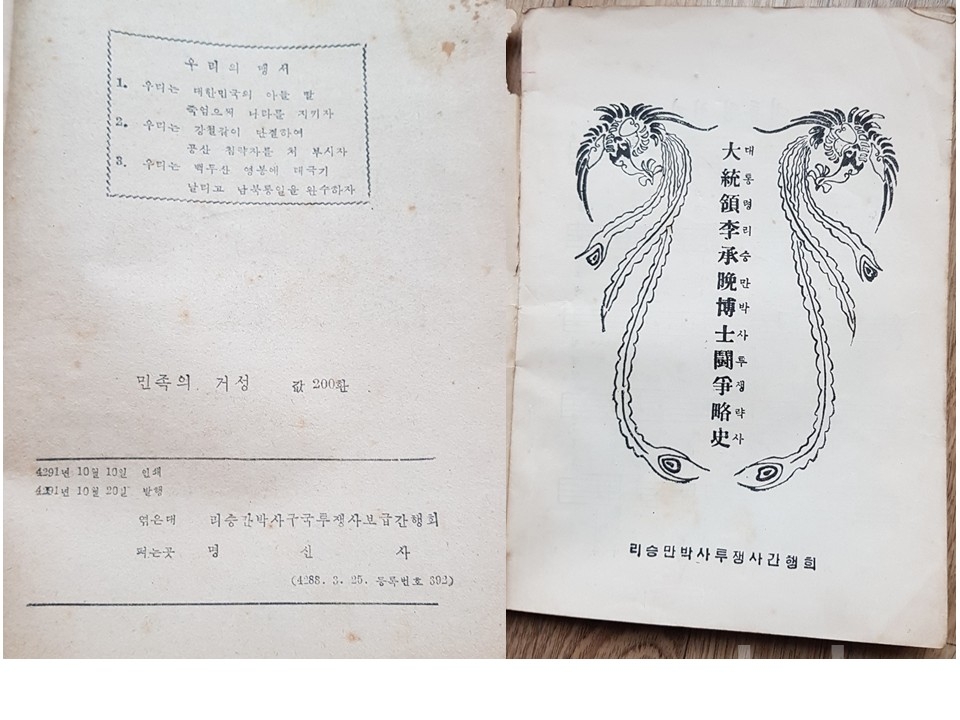 우리의 맹서
1. 우리는 대한민국의 아들 딸
죽엄으로써 나라를 지키자
2. 우리는 강철같이 단결하여
공산 침략자를 처 부시자
3. 우리는 백두산 영봉에 태극기
날리고 남북통일을 완수하자
민족의 거성 값 200환
4291년 10월 10일 인쇄
4291년 10월 20일 발행
엮은데 리승만박사구국투쟁사보급간행회
펴는곳 명 신 사
(4288. 3. 25. 등록번호 392)
大統領李承晩博士鬪爭略史
대통령리승만박사투쟁략사
리승만박사투쟁사간행회